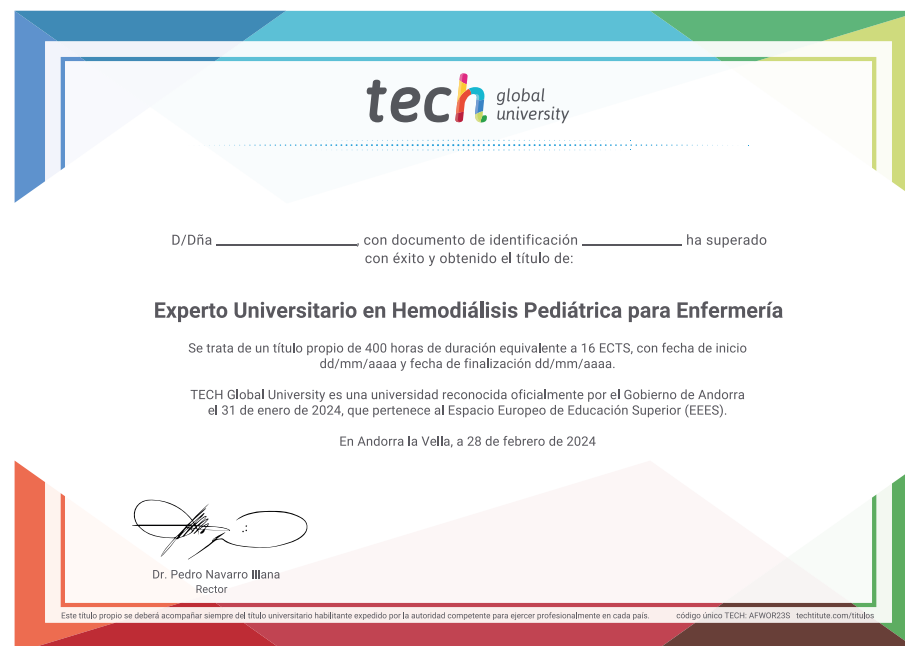 tech global
university
D/Dña ______________, con documento de identificación __________ ha superado
con éxito y obtenido el título de:
Experto Universitario en Hemodiálisis Pediátrica para Enfermería
Se trata de un título propio de 400 horas de duración equivalente a 16 ECTS, con fecha de inicio
dd/mm/aaaa y fecha de finalización dd/mm/aaaa.
TECH Global University es una universidad reconocida oficialmente por el Gobierno de Andorra
el 31 de enero de 2024, que pertenece al Espacio Europeo de Educación Superior (EEES).
En Andorra la Vella, a 28 de febrero de 2024
Dr. Pedro Navarro Illana
Rector
Este título propio se deberá acompañar siempre del título universitario habilitante expedido por la autoridad competente para ejercer profesionalmente en cada país. código único TECH: AFWOR23S techtitute.com/titulos